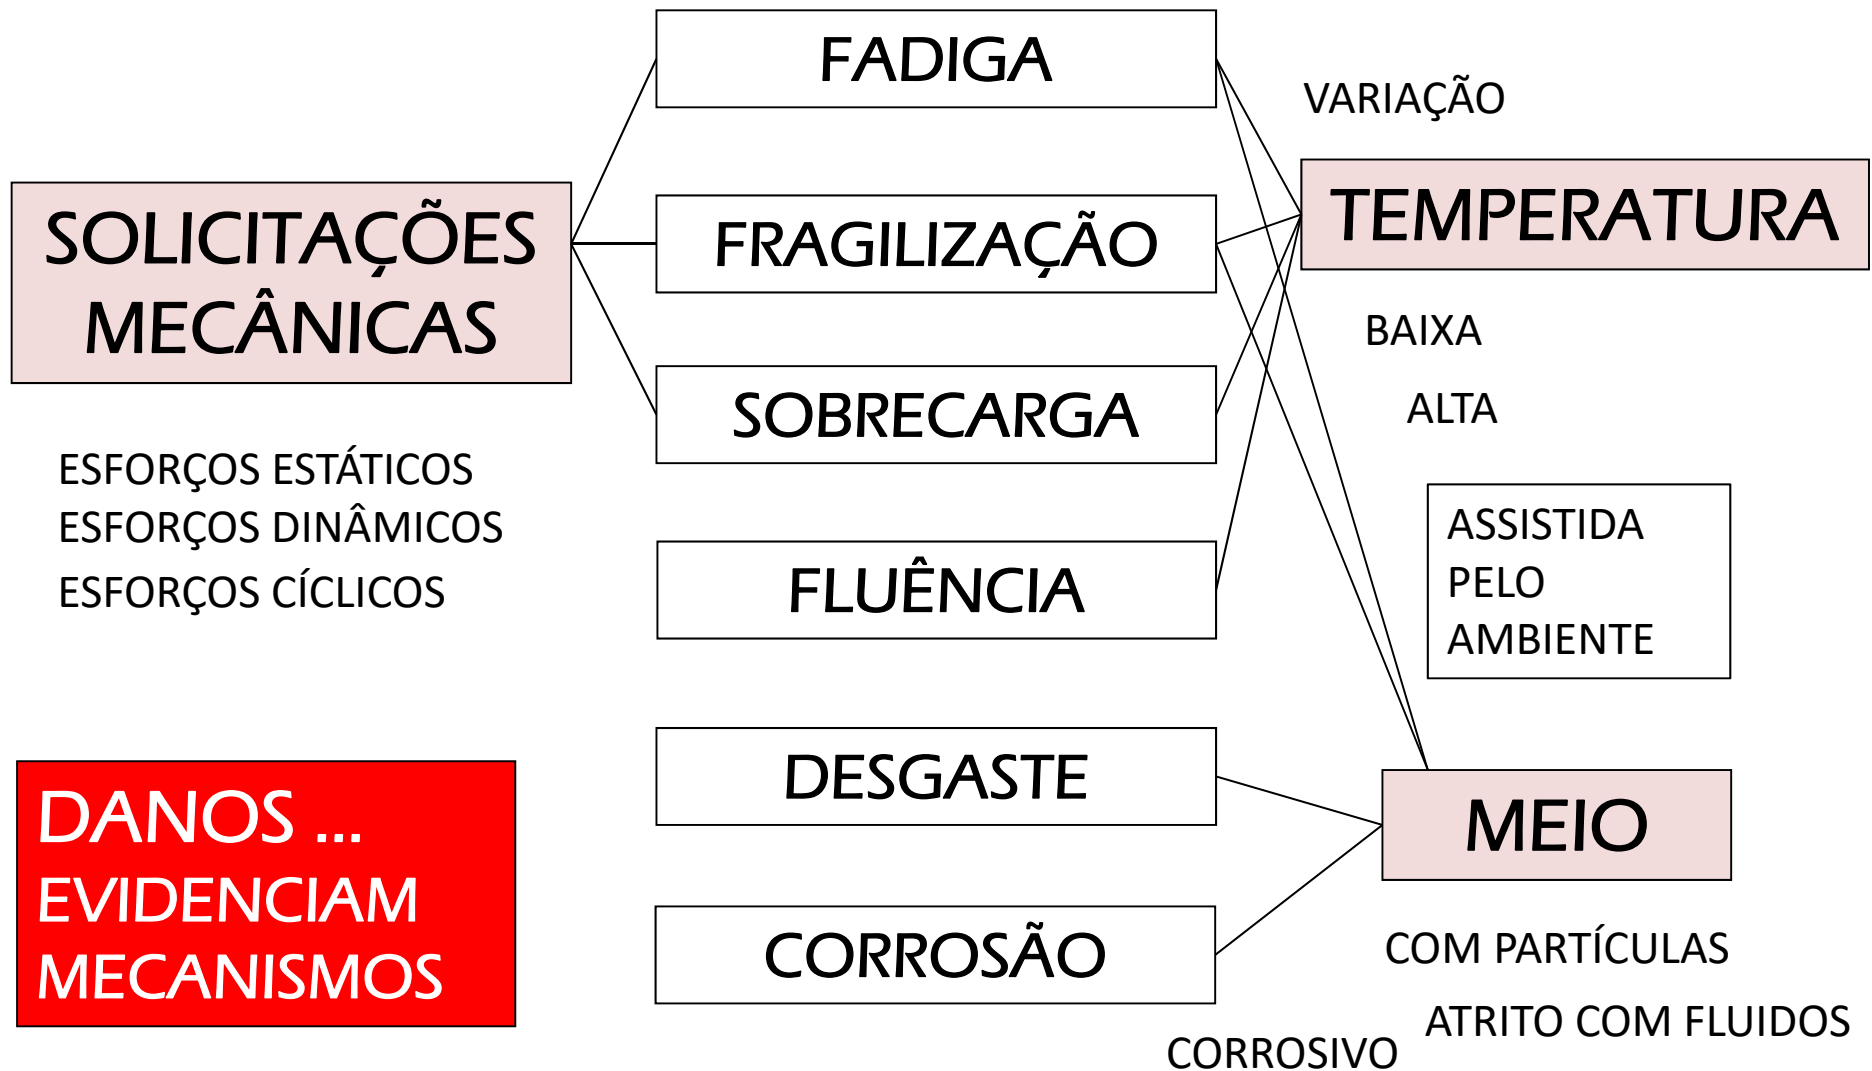 FADIGA
VARIAÇÃO
SOLICITAÇÕES
MECÂNICAS
FRAGILIZAÇÃO
TEMPERATURA
BAIXA
SOBRECARGA
ALTA
ESFORÇOS ESTÁTICOS
ESFORÇOS DINÂMICOS
ESFORÇOS CÍCLICOS
FLUÊNCIA
ASSISTIDA
PELO
AMBIENTE
DESGASTE
MEIO
DANOS ...
EVIDENCIAM
MECANISMOS
CORROSÃO
COM PARTÍCULAS
ATRITO COM FLUIDOS
CORROSIVO